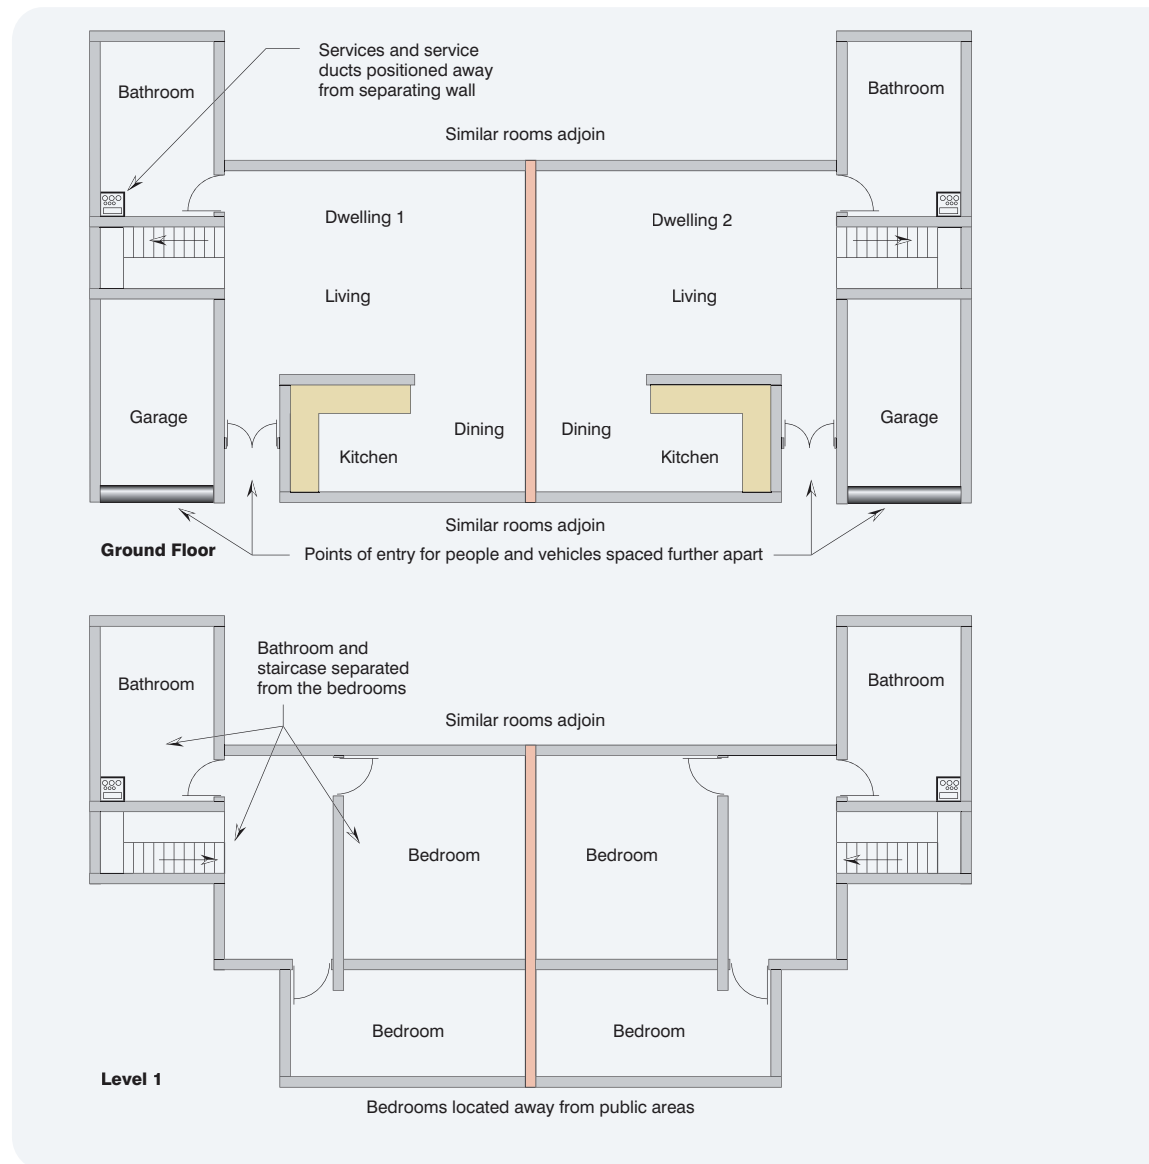 Services and service
ducts positioned away
from separating wall
Bathroom
Bathroom
Similar rooms adjoin
Dwelling 1
Dwelling 2
Living
Living
Garage
Garage
Dining
Dining
Kitchen
Kitchen
Similar rooms adjoin
Ground Floor
Points of entry for people and vehicles spaced further apart
Bathroom and
staircase separated
from the bedrooms
Bathroom
Bathroom
Similar rooms adjoin
Bedroom
Bedroom
Bedroom
Bedroom
Level 1
Bedrooms located away from public areas